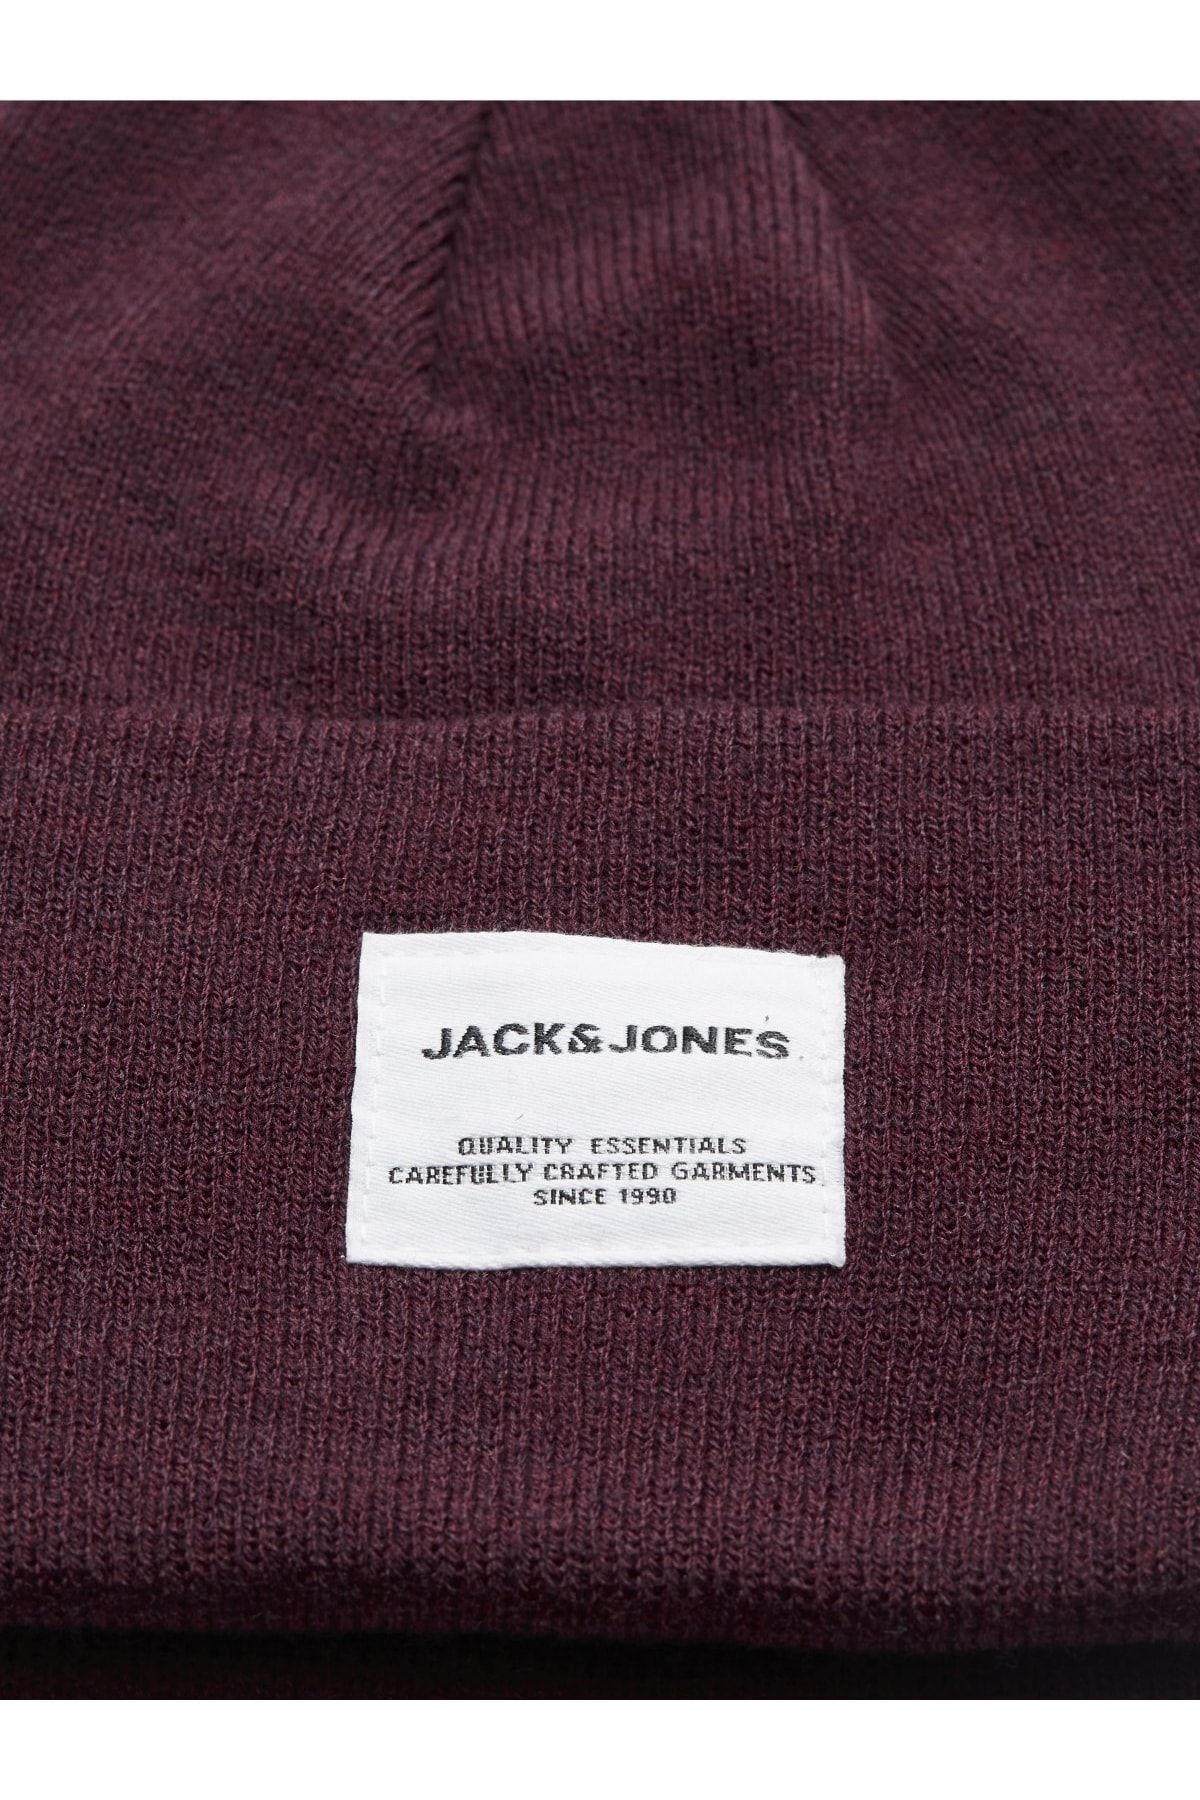 JACK&JONES
QUALITY ESSENTIALS
CAREFULLY CRAFTED GARMENTS
SINCE 1990